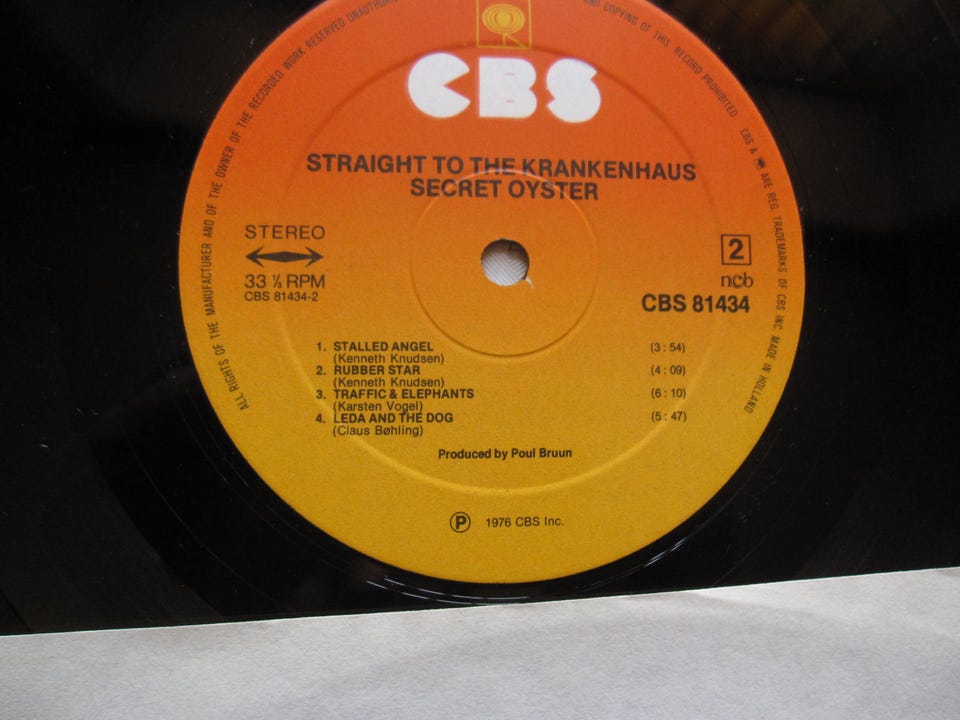 ALL RIGHTS OF THE MANUFACTURER AND OF THE OWNER OF THE RECORDED WORK RESERVED UNAUTHORI
AND COPYING OF THIS RECORD PROHIBITED CBS & ARE REG. TRADEMARKS OF CBS INC. MADE IN HOLLAND
CBS
STRAIGHT TO THE KRANKENHAUS
SECRET OYSTER
STEREO
33 ⅓ RPM
CBS 81434-2
2
ncb
CBS 81434
1. STALLED ANGEL (3 : 54)
(Kenneth Knudsen)
2. RUBBER STAR (4 : 09)
(Kenneth Knudsen)
3. TRAFFIC & ELEPHANTS (6 : 10)
(Karsten Vogel)
4. LEDA AND THE DOG (5 : 47)
(Claus Bøhling)
Produced by Poul Bruun
Ⓟ 1976 CBS Inc.